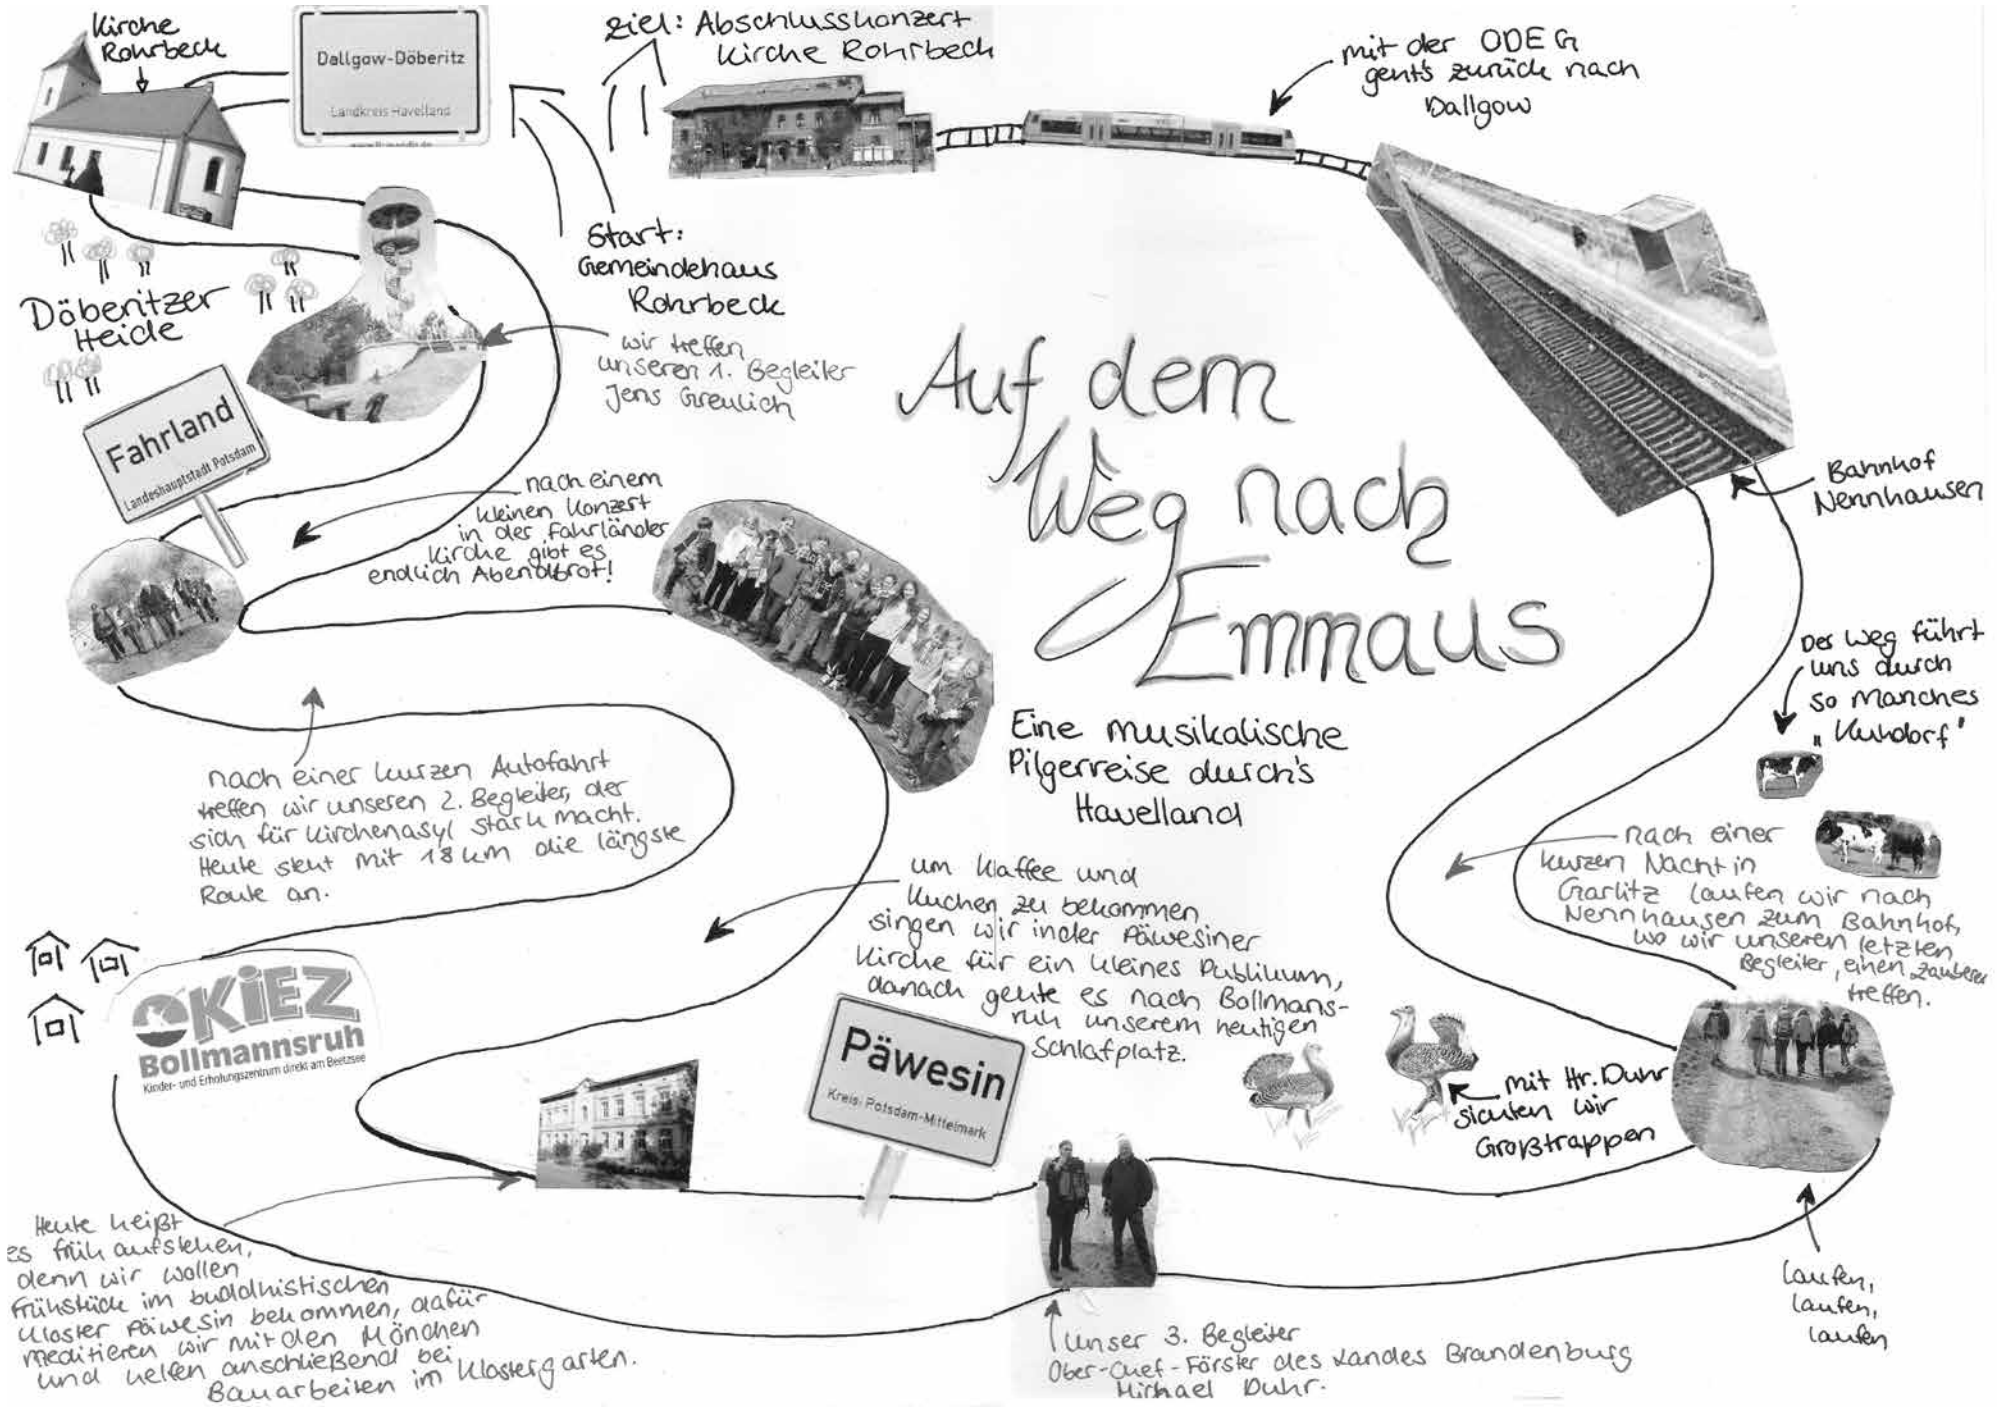 Kirche
Rohrbeck
Dallgow-Döberitz
Landkreis Havelland
Ziel: Abschlusskonzert
Kirche Rohrbeck
mit der ODEG
geht's zurück nach
Dallgow
Start:
Gemeindehaus
Rohrbeck
Döberitzer
Heide
wir treffen
unseren 1. Begleiter
Jens Greulich
Auf dem
Weg nach
Emmaus
Eine musikalische
Pilgerreise durch's
Havelland
Fahrland
Landeshauptstadt Potsdam
nach einem
kleinen Konzert
in der Fahrländer
Kirche gibt es
endlich Abendbrot!
Bahnhof
Nennhausen
Der Weg führt
uns durch
so manches
"Kuhdorf"
nach einer kurzen Autofahrt
treffen wir unseren 2. Begleiter, der
sich für Kirchenasyl stark macht.
Heute steht mit 18 km die längste
Route an.
um Kaffee und
Kuchen zu bekommen
singen wir in der Päwesiner
Kirche für ein kleines Publikum,
danach gehte es nach Bollmans-
ruh unserem heutigen
Schlafplatz.
nach einer
kurzen Nacht in
Garlitz laufen wir nach
Nennhausen zum Bahnhof,
wo wir unseren letzten
Begleiter, einen Zauberer
treffen.
KiEZ
Bollmannsruh
Kinder- und Erholungszentrum direkt am Beetzsee
Päwesin
Kreis Potsdam-Mittelmark
mit Hr. Duhr
sichten wir
Großtrappen
Heute heißt
es früh aufstehen,
denn wir wollen
Frühstück im buddhistischen
Kloster Päwesin bekommen, dafür
meditieren wir mit den Mönchen
und helfen anschließend bei
Bauarbeiten im Klostergarten.
Unser 3. Begleiter
Ober-Chef-Förster des Landes Brandenburg
Michael Duhr.
Laufen,
laufen,
laufen